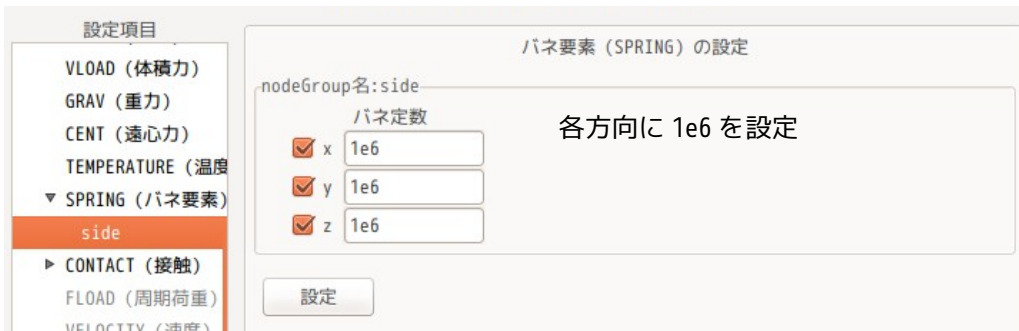 設定項目
VLOAD (体積力)
GRAV (重力)
CENT (遠心力)
TEMPERATURE (温度
▼ SPRING (バネ要素)
side
▶ CONTACT (接触)
FLOAD (周期荷重)
VELOCITY (速度)
バネ要素 (SPRING) の設定
nodeGroup名:side
バネ定数
x 1e6
y 1e6
z 1e6
各方向に 1e6 を設定
設定